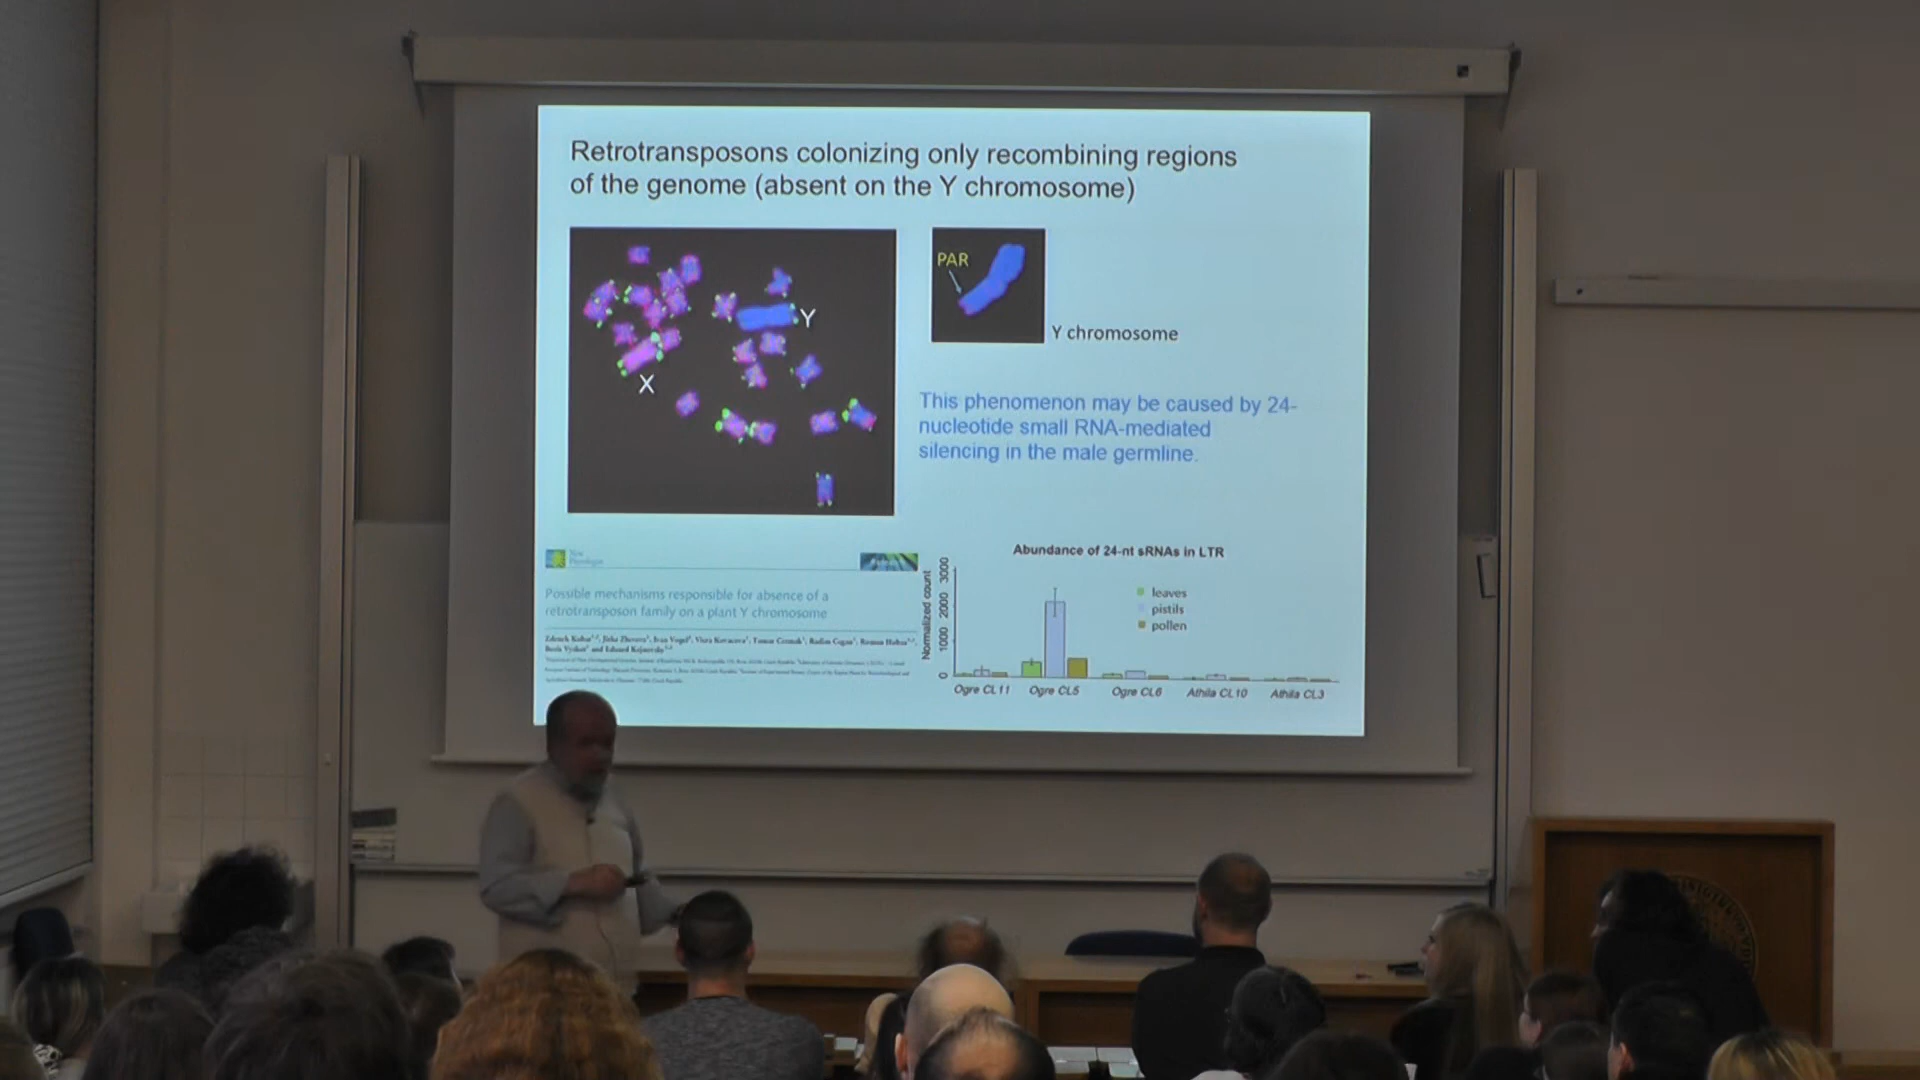 Retrotransposons colonizing only recombining regions
of the genome (absent on the Y chromosome)
Y
X
PAR
Y chromosome
This phenomenon may be caused by 24-
nucleotide small RNA-mediated
silencing in the male germline.
New
Phytologist
Possible mechanisms responsible for absence of a
retrotransposon family on a plant Y chromosome
Abundance of 24-nt sRNAs in LTR
Normalized count
0 1000 2000 3000
leaves
pistils
pollen
Ogre CL11 Ogre CL5 Ogre CL6 Athila CL10 Athila CL3